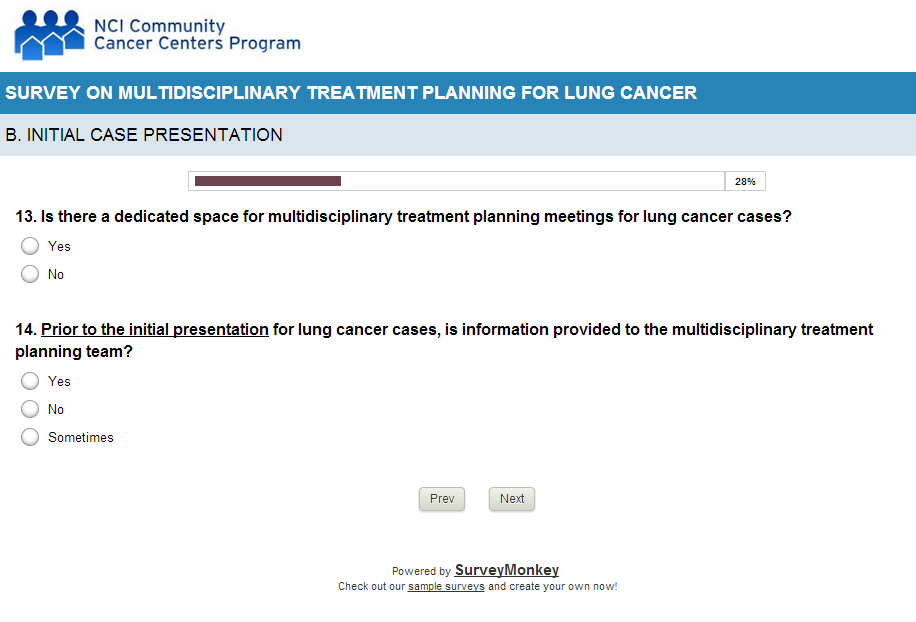 NCI Community
Cancer Centers Program
SURVEY ON MULTIDISCIPLINARY TREATMENT PLANNING FOR LUNG CANCER
B. INITIAL CASE PRESENTATION
28%
13. Is there a dedicated space for multidisciplinary treatment planning meetings for lung cancer cases?
Yes
No
14. Prior to the initial presentation for lung cancer cases, is information provided to the multidisciplinary treatment
planning team?
Yes
No
Sometimes
Prev Next
Powered by SurveyMonkey
Check out our sample surveys and create your own now!